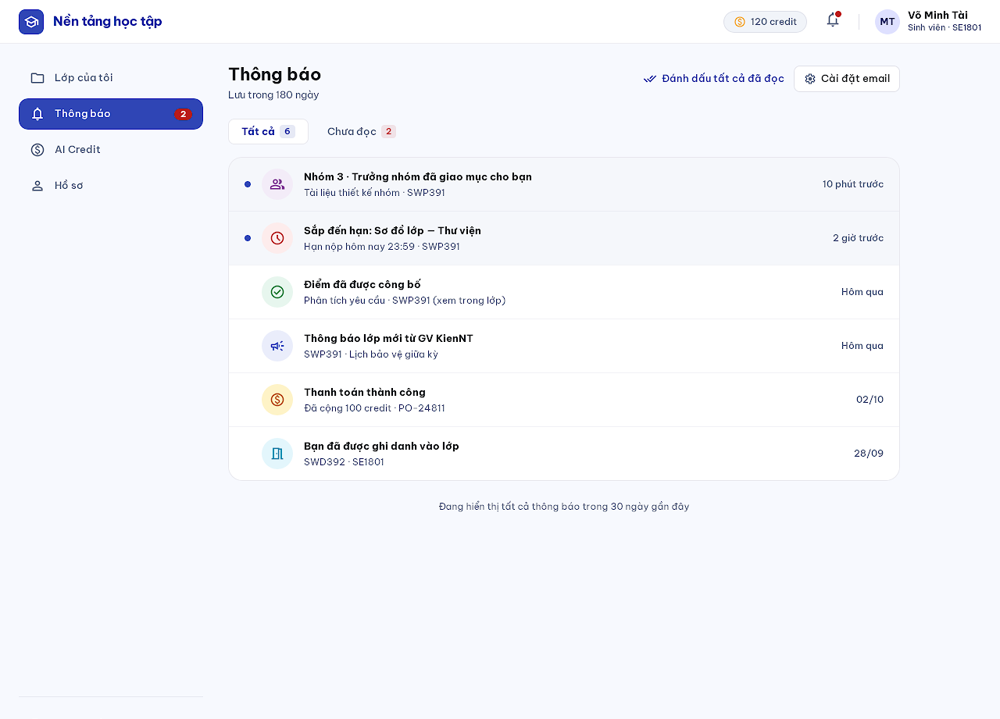 Nền tảng học tập
120 credit
MT
Võ Minh Tài
Sinh viên · SE1801
Lớp của tôi
Thông báo
2
AI Credit
Hồ sơ
Thông báo
Lưu trong 180 ngày
Đánh dấu tất cả đã đọc
Cài đặt email
Tất cả 6
Chưa đọc 2
Nhóm 3 · Trưởng nhóm đã giao mục cho bạn
Tài liệu thiết kế nhóm · SWP391
10 phút trước
Sắp đến hạn: Sơ đồ lớp — Thư viện
Hạn nộp hôm nay 23:59 · SWP391
2 giờ trước
Điểm đã được công bố
Phân tích yêu cầu · SWP391 (xem trong lớp)
Hôm qua
Thông báo lớp mới từ GV KienNT
SWP391 · Lịch bảo vệ giữa kỳ
Hôm qua
Thanh toán thành công
Đã cộng 100 credit · PO-24811
02/10
Bạn đã được ghi danh vào lớp
SWD392 · SE1801
28/09
Đang hiển thị tất cả thông báo trong 30 ngày gần đây